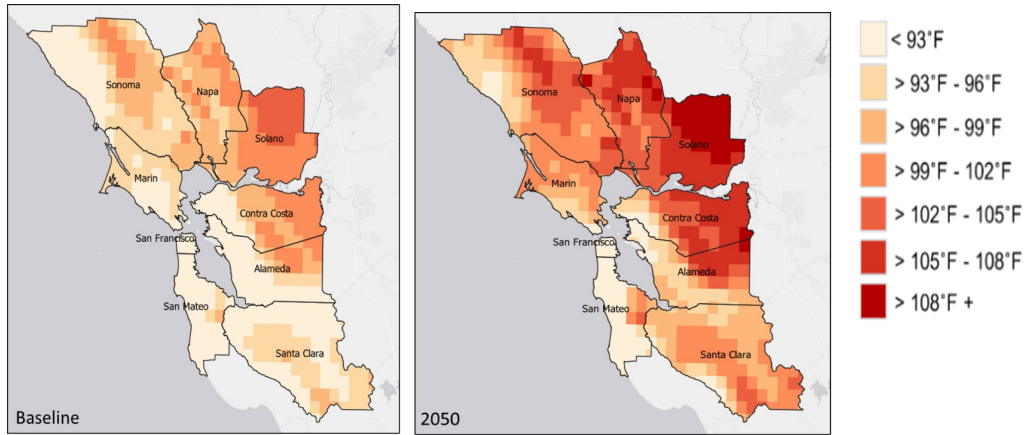 Sonoma
Napa
Solano
Marin
Contra Costa
San Francisco
Alameda
San Mateo
Santa Clara
Baseline
Sonoma
Napa
Solano
Marin
Contra Costa
San Francisco
Alameda
San Mateo
Santa Clara
2050
< 93°F
> 93°F - 96°F
> 96°F - 99°F
> 99°F - 102°F
> 102°F - 105°F
> 105°F - 108°F
> 108°F +